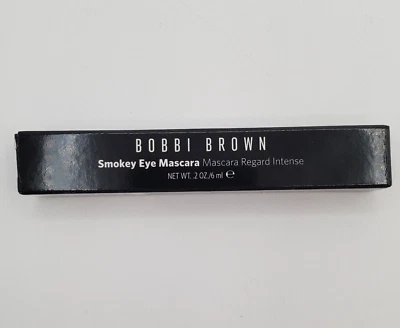 BOBBI BROWN
Smokey Eye Mascara Mascara Regard Intense
NET WT. .2 OZ./6 ml ℮